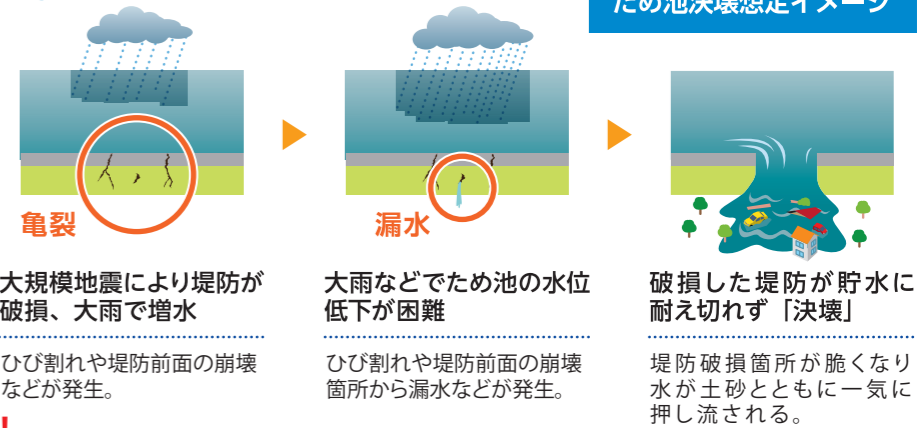 ため池決壊想定イメージ
亀裂
漏水
大規模地震により堤防が
破損、大雨で増水
ひび割れや堤防前面の崩壊
などが発生。
大雨などでため池の水位
低下が困難
ひび割れや堤防前面の崩壊
箇所から漏水などが発生。
破損した堤防が貯水に
耐え切れず「決壊」
堤防破損箇所が脆くなり
水が土砂とともに一気に
押し流される。